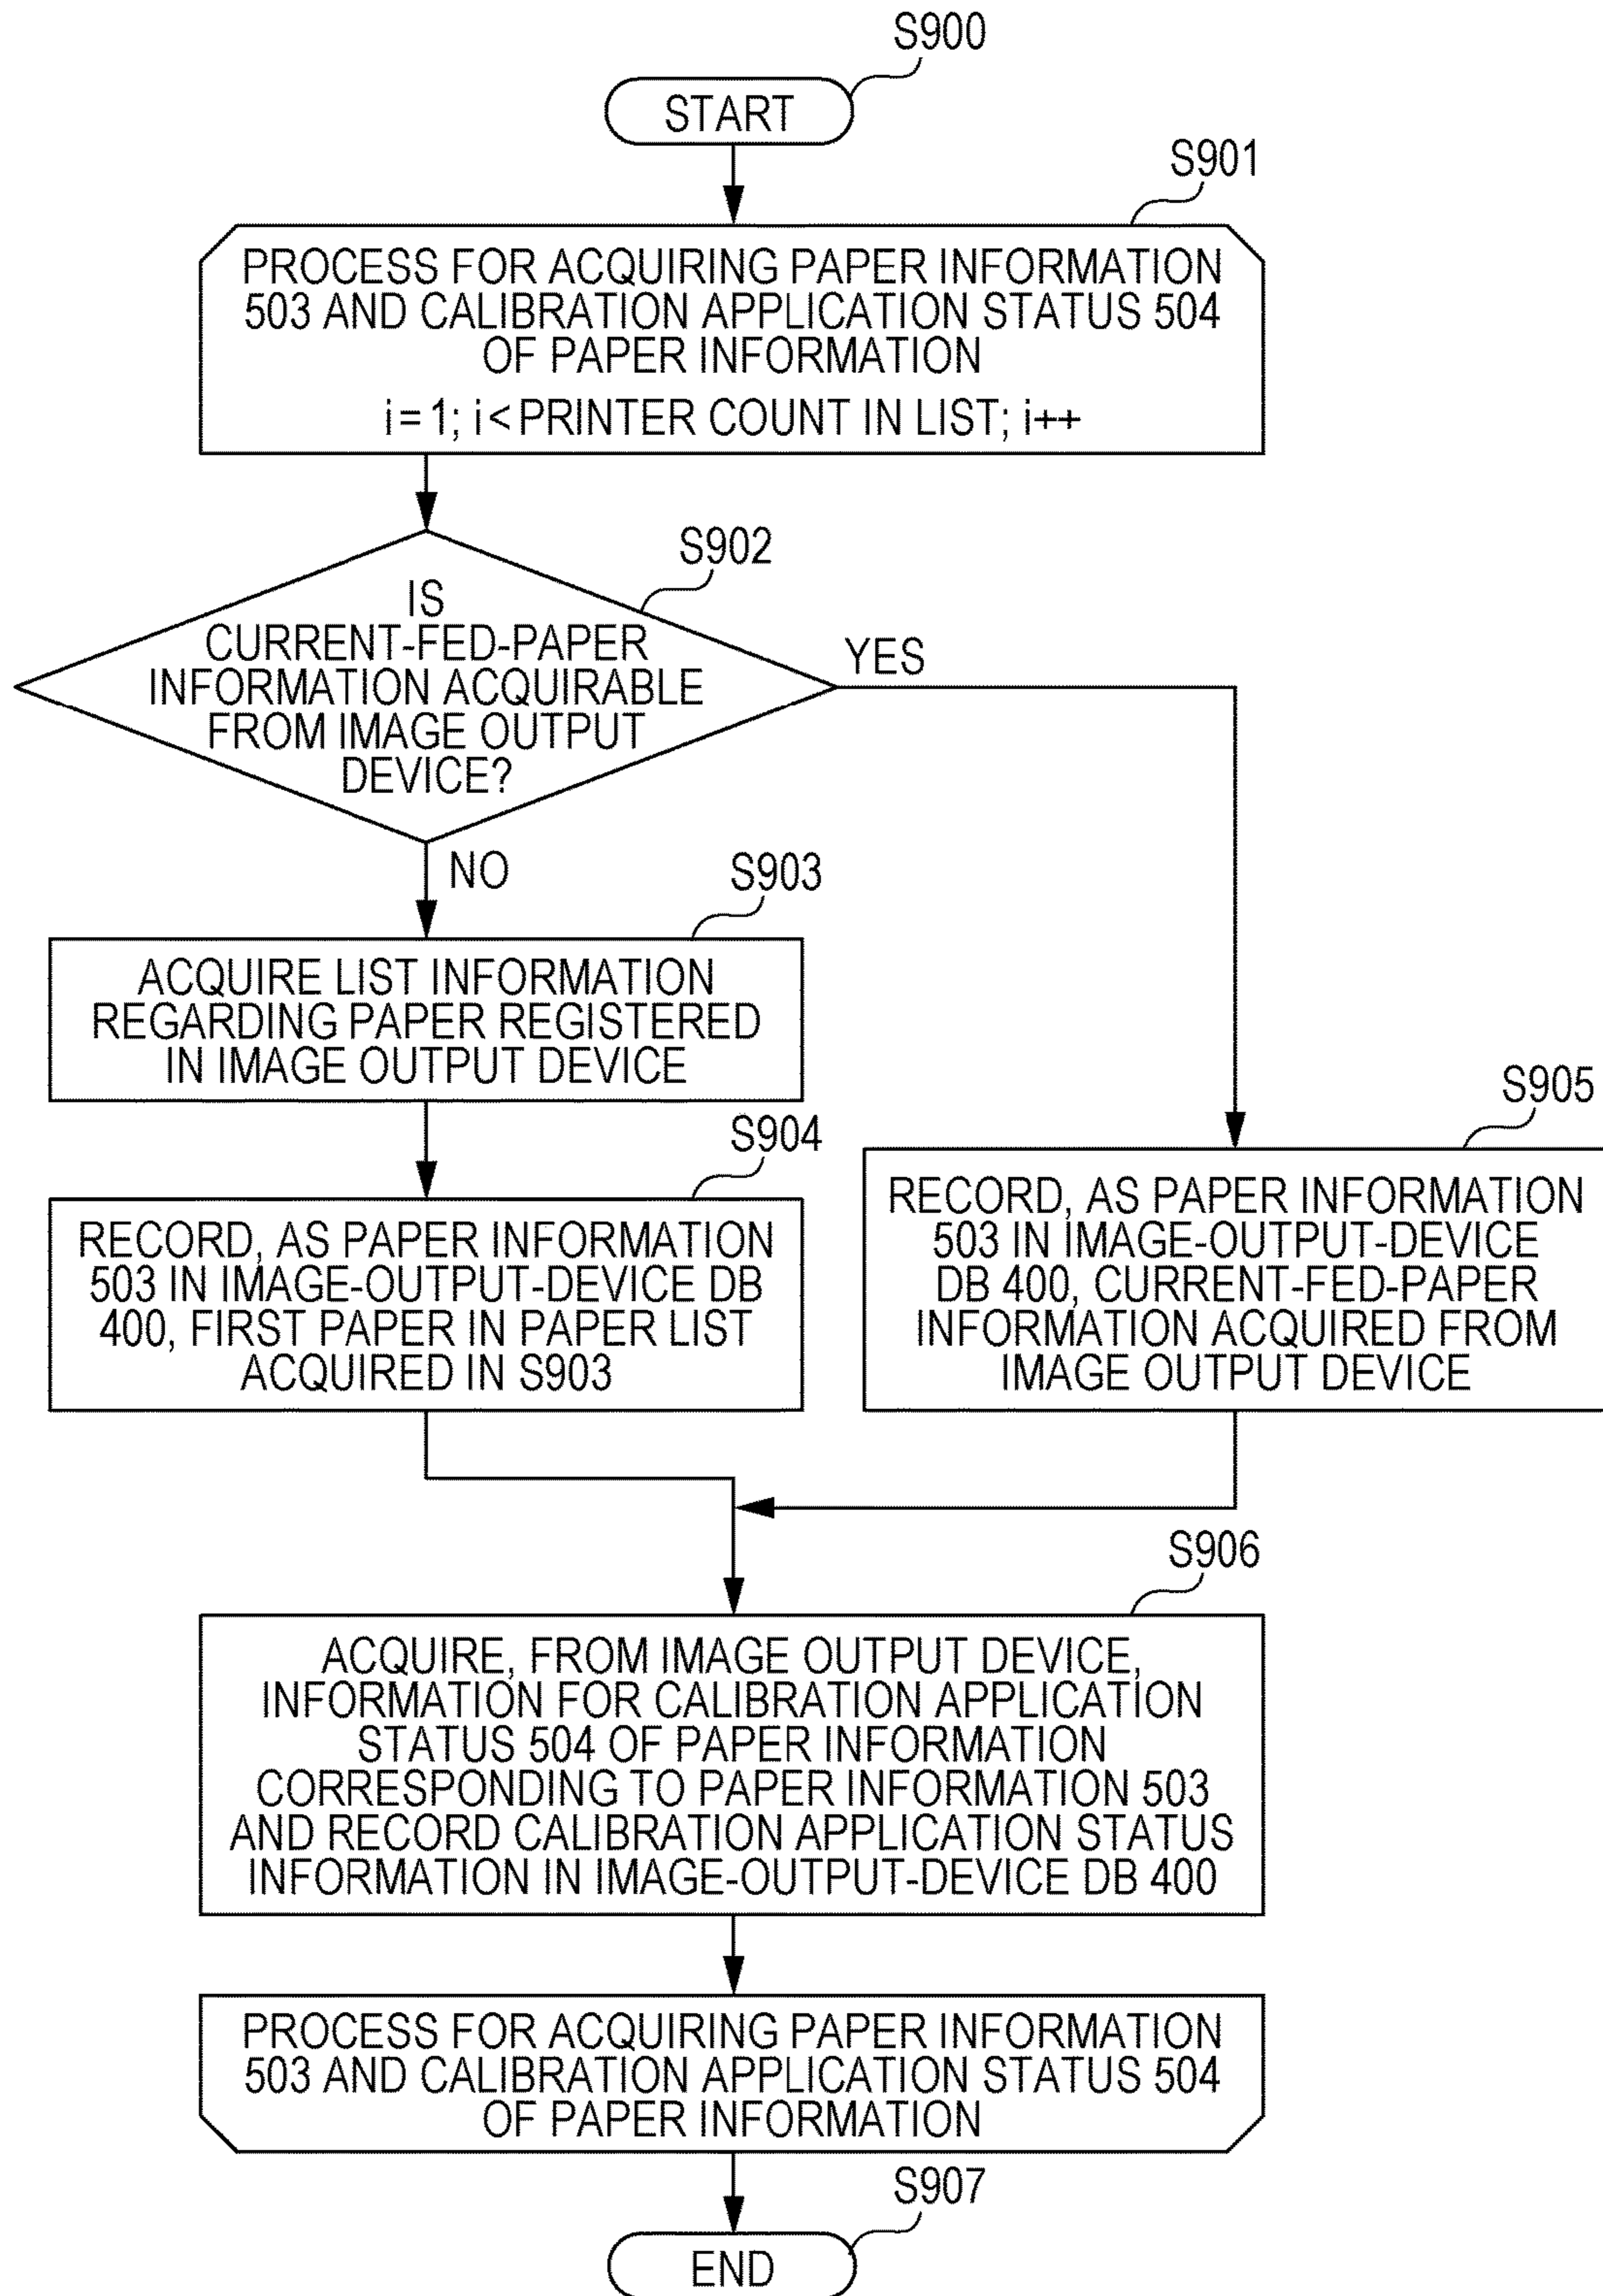 S900
START
S901
PROCESS FOR ACQUIRING PAPER INFORMATION
503 AND CALIBRATION APPLICATION STATUS 504
OF PAPER INFORMATION
i=1; i<PRINTER COUNT IN LIST; i++
S902
IS
CURRENT-FED-PAPER
INFORMATION ACQUIRABLE
FROM IMAGE OUTPUT
DEVICE?
YES
NO
S903
ACQUIRE LIST INFORMATION
REGARDING PAPER REGISTERED
IN IMAGE OUTPUT DEVICE
S904
RECORD, AS PAPER INFORMATION
503 IN IMAGE-OUTPUT-DEVICE DB
400, FIRST PAPER IN PAPER LIST
ACQUIRED IN S903
S905
RECORD, AS PAPER INFORMATION
503 IN IMAGE-OUTPUT-DEVICE
DB 400, CURRENT-FED-PAPER
INFORMATION ACQUIRED FROM
IMAGE OUTPUT DEVICE
S906
ACQUIRE, FROM IMAGE OUTPUT DEVICE,
INFORMATION FOR CALIBRATION APPLICATION
STATUS 504 OF PAPER INFORMATION
CORRESPONDING TO PAPER INFORMATION 503
AND RECORD CALIBRATION APPLICATION STATUS
INFORMATION IN IMAGE-OUTPUT-DEVICE DB 400
PROCESS FOR ACQUIRING PAPER INFORMATION
503 AND CALIBRATION APPLICATION STATUS 504
OF PAPER INFORMATION
S907
END